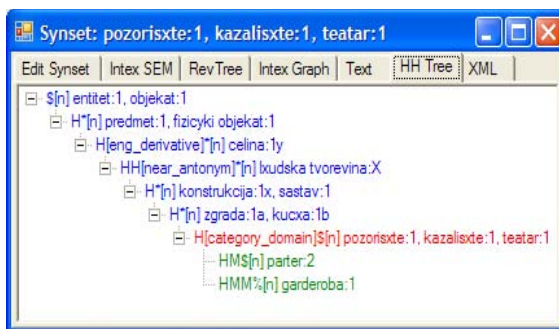 Synset: pozorisxte:1, kazalisxte:1, teatar:1
Edit Synset Intex SEM RevTree Intex Graph Text HH Tree XML
$[n] entitet:1, objekat:1
H*[n] predmet:1, fizicyki objekat:1
H[eng_derivative]*[n] celina:1y
HH[near_antonym]*[n] lxudska tvorevina:X
H*[n] konstrukcija:1x, sastav:1
H*[n] zgrada:1a, kucxa:1b
H[category_domain]$[n] pozorisxte:1, kazalisxte:1, teatar:1
HM$[n] parter:2
HMM%[n] garderoba:1